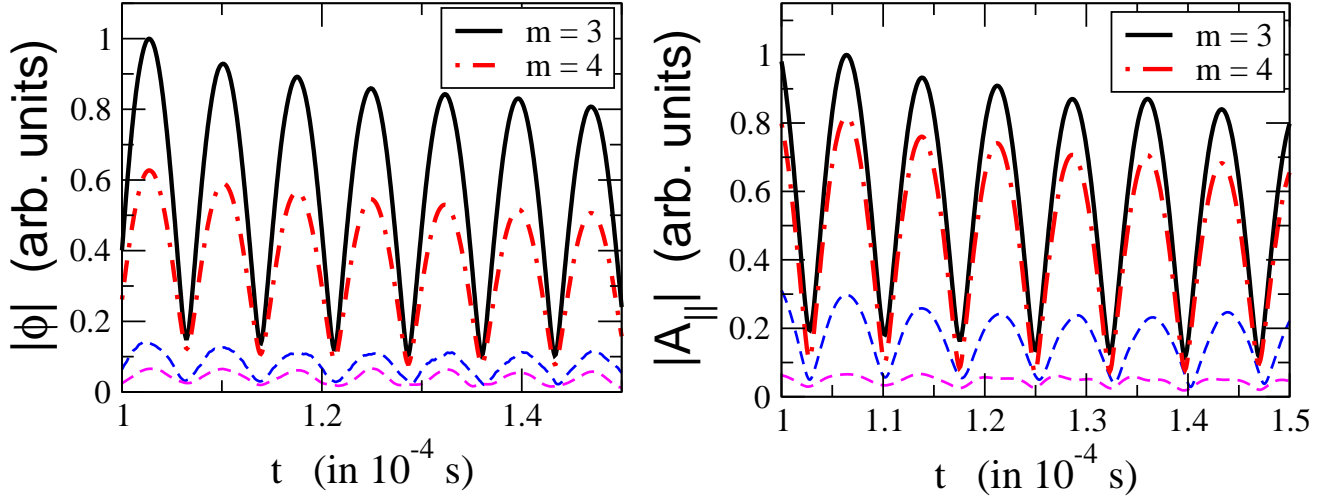 |ϕ| (arb. units)
1
0.8
0.6
0.4
0.2
0
1
1.2
1.4
t (in 10⁻⁴ s)
m = 3
m = 4
|A_|||| (arb. units)
1
0.8
0.6
0.4
0.2
0
1
1.1
1.2
1.3
1.4
1.5
t (in 10⁻⁴ s)
m = 3
m = 4